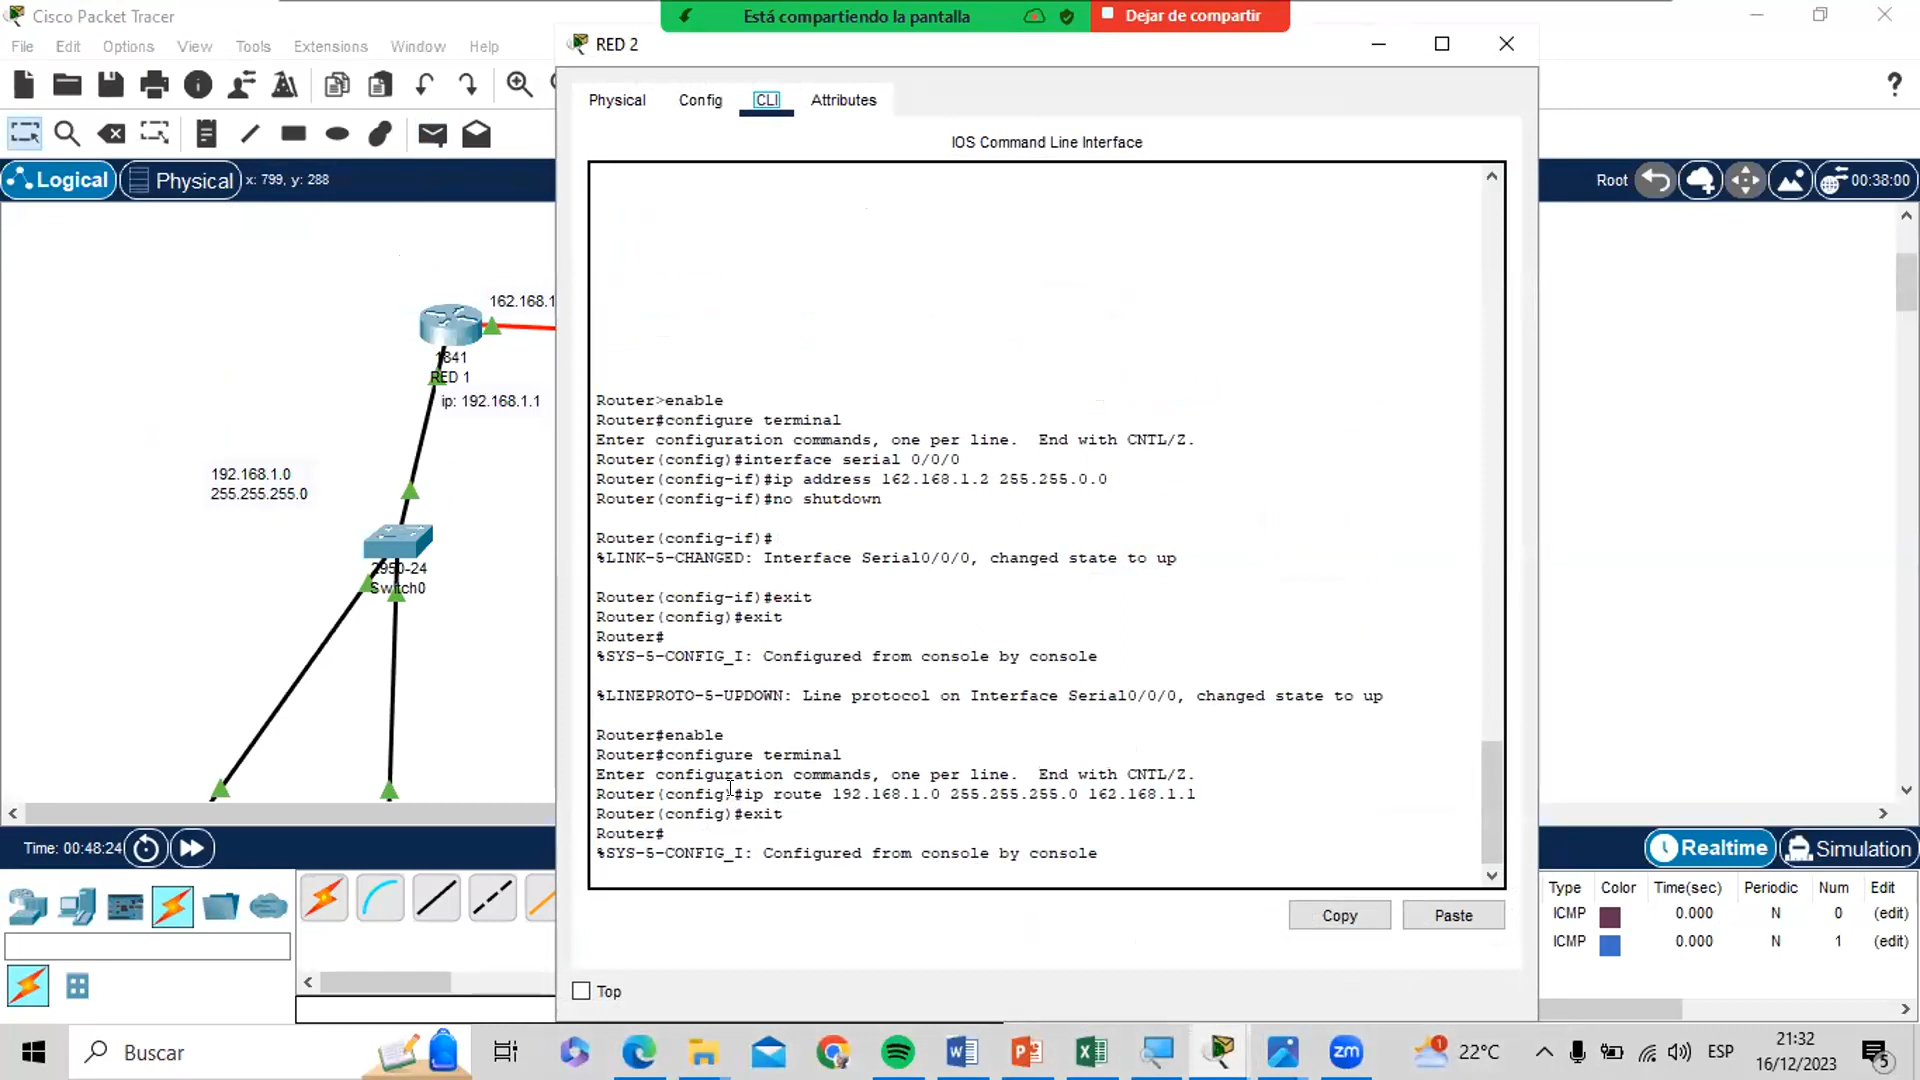 Cisco Packet Tracer
Está compartiendo la pantalla
Dejar de compartir
File Edit Options View Tools Extensions Window Help
RED 2
Physical Config CLI Attributes
IOS Command Line Interface
Logical Physical x: 799, y: 288
Root 00:38:00
162.168.1
1841
RED 1
ip: 192.168.1.1
192.168.1.0
255.255.255.0
2950-24
Switch0
Router>enable
Router#configure terminal
Enter configuration commands, one per line. End with CNTL/Z.
Router(config)#interface serial 0/0/0
Router(config-if)#ip address 162.168.1.2 255.255.0.0
Router(config-if)#no shutdown
Router(config-if)#
%LINK-5-CHANGED: Interface Serial0/0/0, changed state to up
Router(config-if)#exit
Router(config)#exit
Router#
%SYS-5-CONFIG_I: Configured from console by console
%LINEPROTO-5-UPDOWN: Line protocol on Interface Serial0/0/0, changed state to up
Router#enable
Router#configure terminal
Enter configuration commands, one per line. End with CNTL/Z.
Router(config)#ip route 192.168.1.0 255.255.255.0 162.168.1.1
Router(config)#exit
Router#
%SYS-5-CONFIG_I: Configured from console by console
Copy Paste
Top
Time: 00:48:24
Realtime Simulation
Type Color Time(sec) Periodic Num Edit
ICMP 0.000 N 0 (edit)
ICMP 0.000 N 1 (edit)
Buscar
zm
1
22°C
ESP
21:32
16/12/2023
5